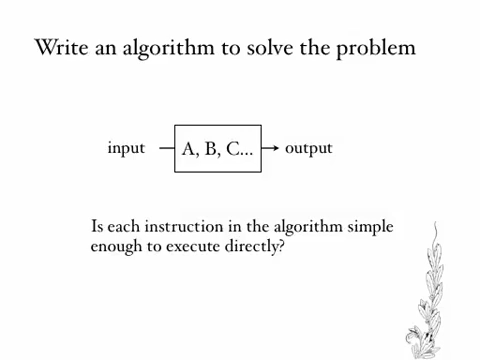 Write an algorithm to solve the problem
input
A, B, C...
output
Is each instruction in the algorithm simple
enough to execute directly?